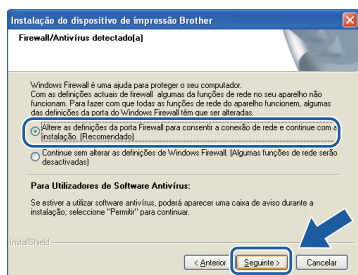 Instalação do dispositivo de impressão Brother
Firewall/Antivírus detectado(a)
Windows Firewall é uma ajuda para proteger o seu computador.
Com as definições actuais de firewall algumas da funções de rede no seu aparelho não
funcionam. Para fazer com que todas as funções de rede do aparelho funcionem, algumas
das definições da porta do Windows Firewall têm que ser alteradas.
Altere as definições da porta Firewall para consentir a conexão de rede e continue com a
instalação. (Recomendado)
Continue sem alterar as definições de Windows Firewall. (Algumas funções de rede serão
desactivadas)
Para Utilizadores de Software Antivírus:
Se estiver a utilizar software antivírus, poderá aparecer uma caixa de aviso durante a
instalação; seleccione "Permitir" para continuar.
InstallShield
< Anterior Seguinte > Cancelar